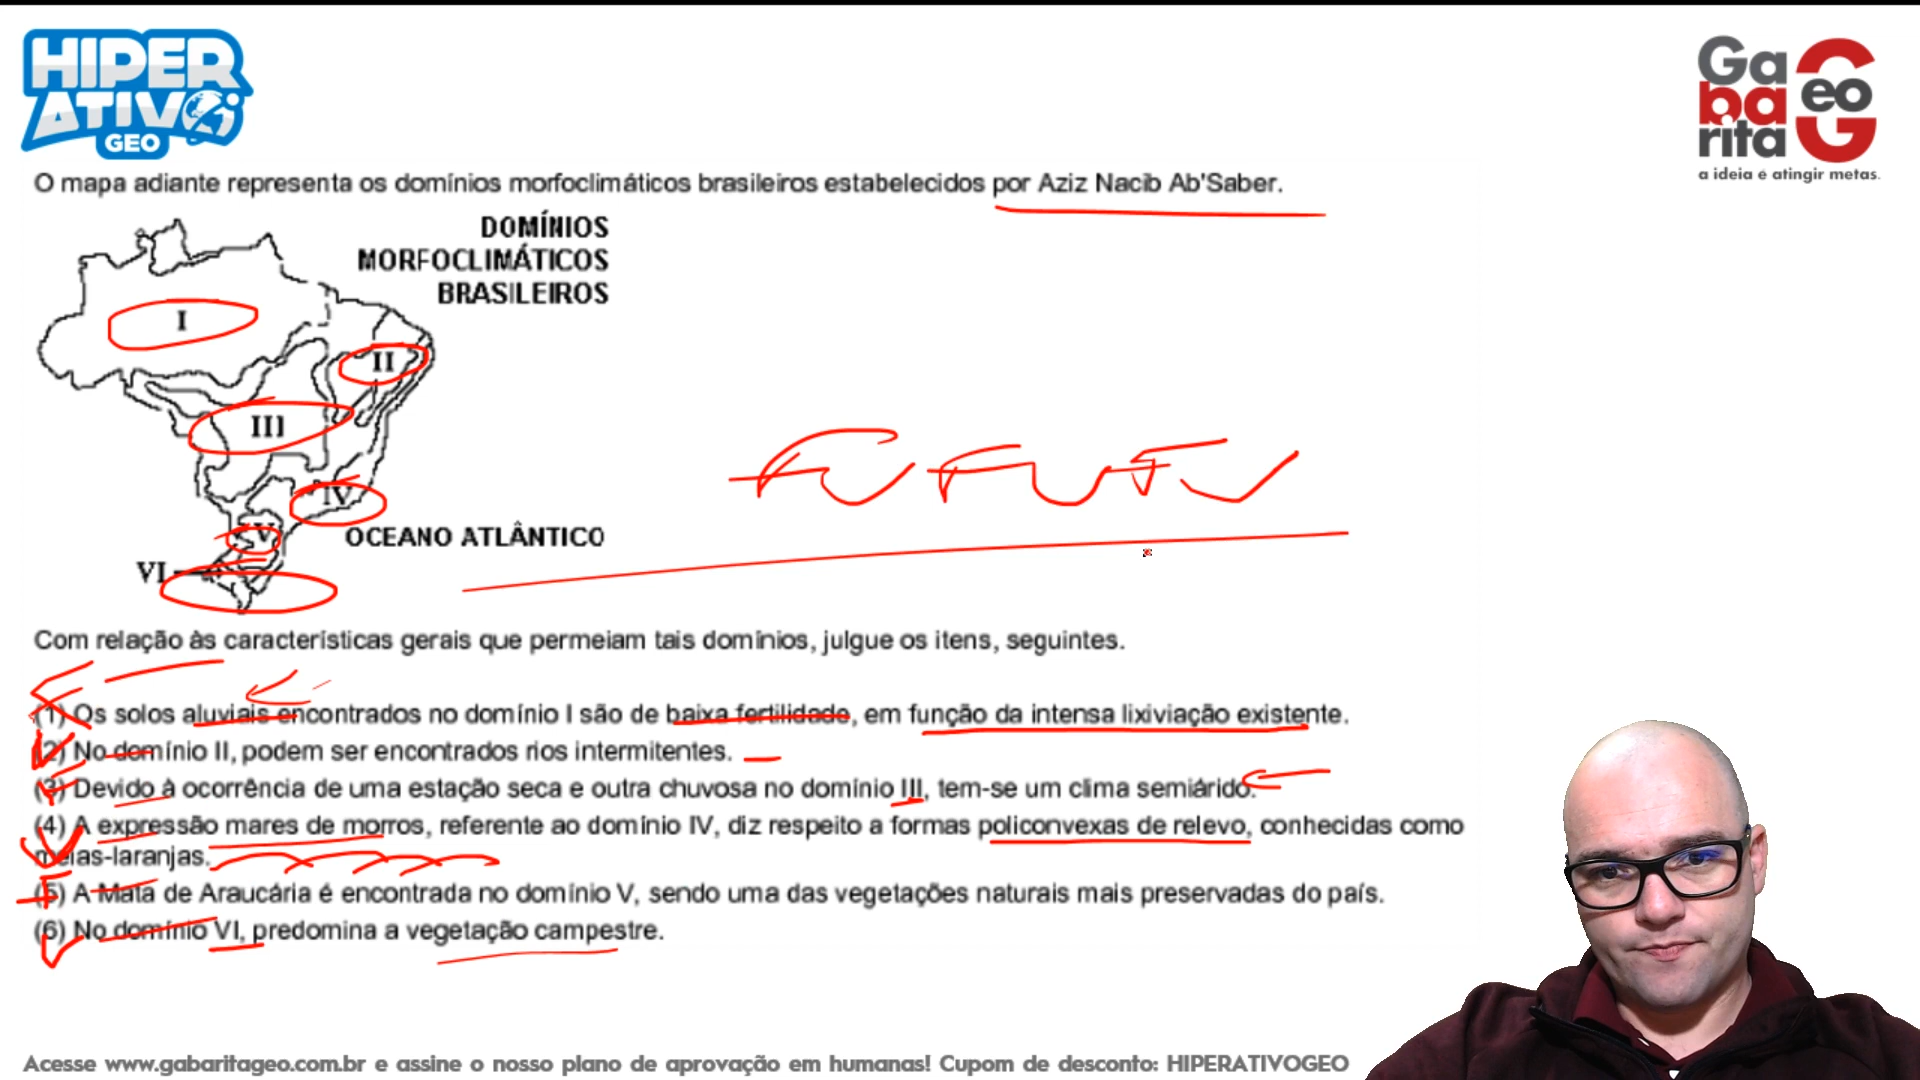 HIPER
ATIVO
GEO
Ga
ba
rita
Geo
a ideia é atingir metas.
O mapa adiante representa os domínios morfoclimáticos brasileiros estabelecidos por Aziz Nacib Ab'Saber.
DOMÍNIOS
MORFOCLIMÁTICOS
BRASILEIROS
I
II
III
IV
V
OCEANO ATLÂNTICO
VI
F V F V F V
Com relação às características gerais que permeiam tais domínios, julgue os itens, seguintes.
(1) Os solos aluviais encontrados no domínio I são de baixa fertilidade, em função da intensa lixiviação existente.
(2) No domínio II, podem ser encontrados rios intermitentes.
(3) Devido à ocorrência de uma estação seca e outra chuvosa no domínio III, tem-se um clima semiárido.
(4) A expressão mares de morros, referente ao domínio IV, diz respeito a formas policonvexas de relevo, conhecidas como
meias-laranjas.
(5) A Mata de Araucária é encontrada no domínio V, sendo uma das vegetações naturais mais preservadas do país.
(6) No domínio VI, predomina a vegetação campestre.
Acesse www.gabaritageo.com.br e assine o nosso plano de aprovação em humanas! Cupom de desconto: HIPERATIVOGEO